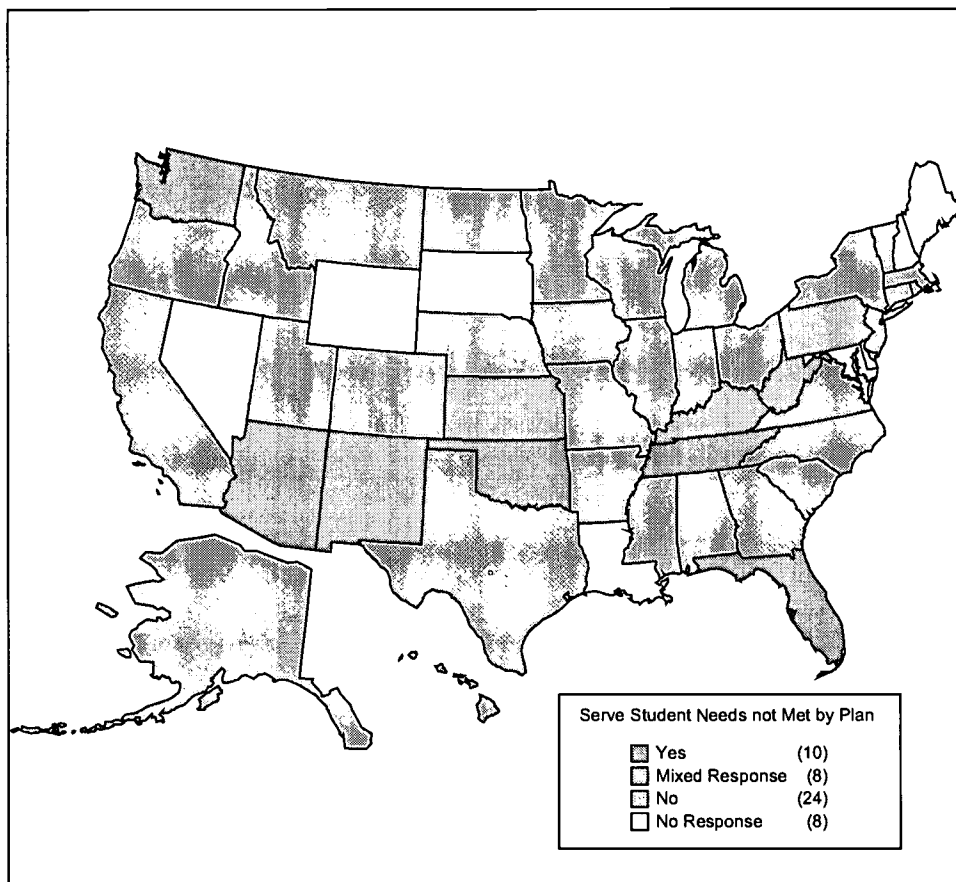 Serve Student Needs not Met by Plan
Yes (10)
Mixed Response (8)
No (24)
No Response (8)